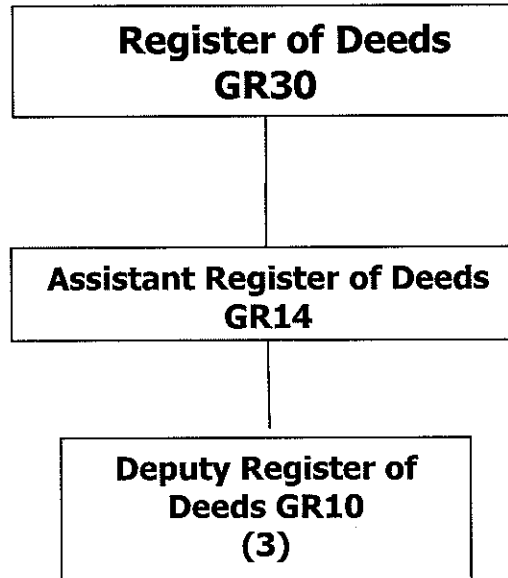 Register of Deeds
GR30
Assistant Register of Deeds
GR14
Deputy Register of
Deeds GR10
(3)